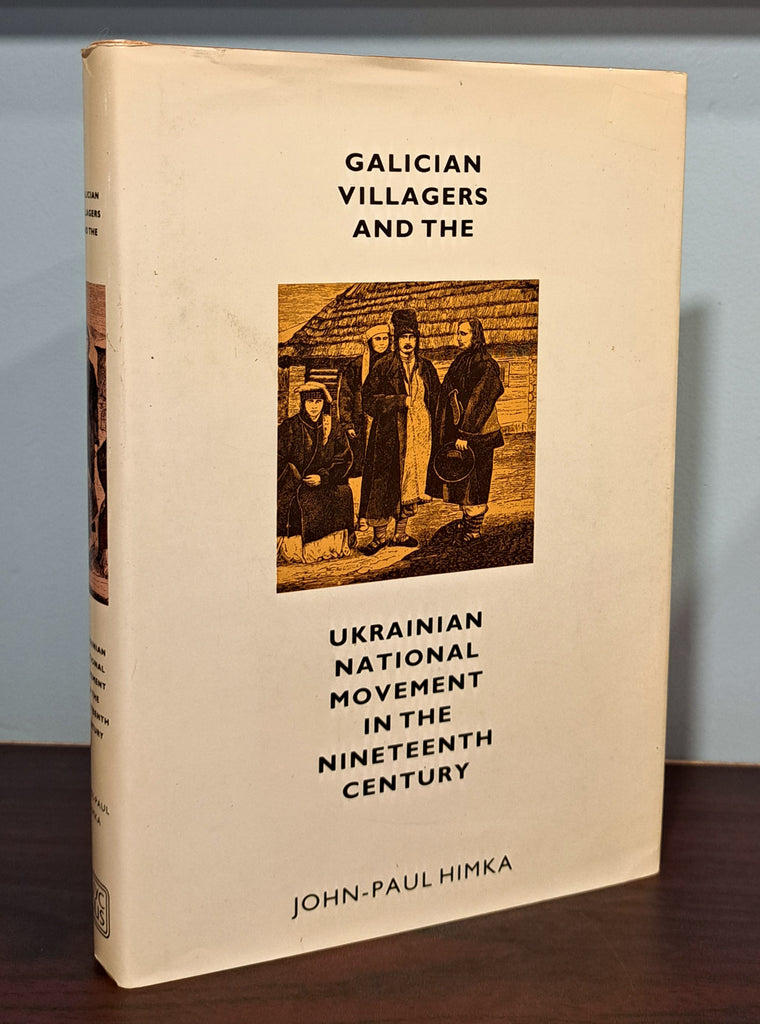 GALICIAN
VILLAGERS
AND THE
UKRAINIAN
NATIONAL
MOVEMENT
IN THE
NINETEENTH
CENTURY
JOHN-PAUL HIMKA